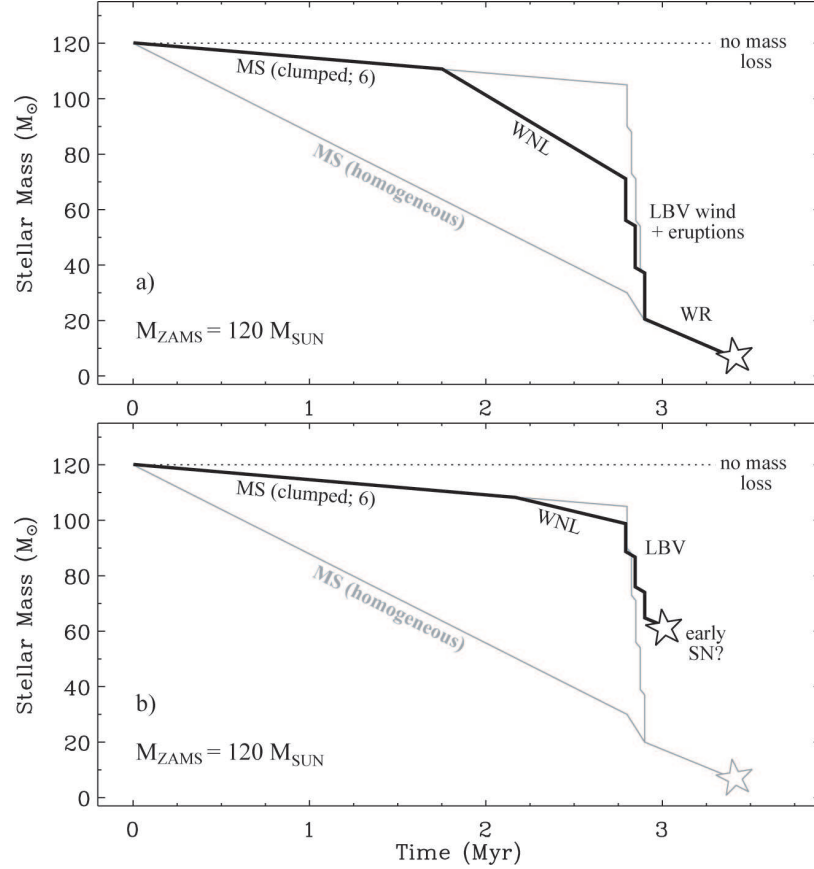 120
100
80
60
40
20
0
Stellar Mass (M☉)
no mass
loss
MS (clumped; 6)
WNL
MS (homogeneous)
LBV wind
+ eruptions
WR
a)
M_ZAMS = 120 M_SUN
0 1 2 3
120
100
80
60
40
20
0
Stellar Mass (M☉)
no mass
loss
MS (clumped; 6)
WNL
LBV
MS (homogeneous)
early
SN?
b)
M_ZAMS = 120 M_SUN
0 1 2 3
Time (Myr)